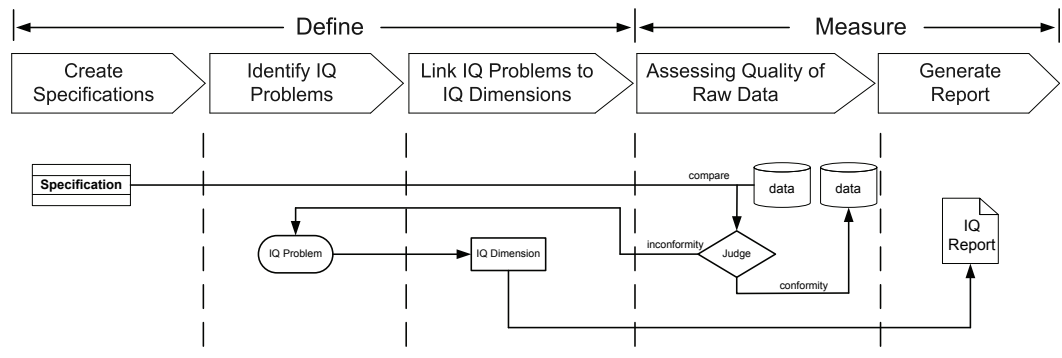 Define
Measure
Create
Specifications
Identify IQ
Problems
Link IQ Problems to
IQ Dimensions
Assessing Quality of
Raw Data
Generate
Report
Specification
compare
data
data
IQ Problem
IQ Dimension
inconformity
Judge
conformity
IQ
Report